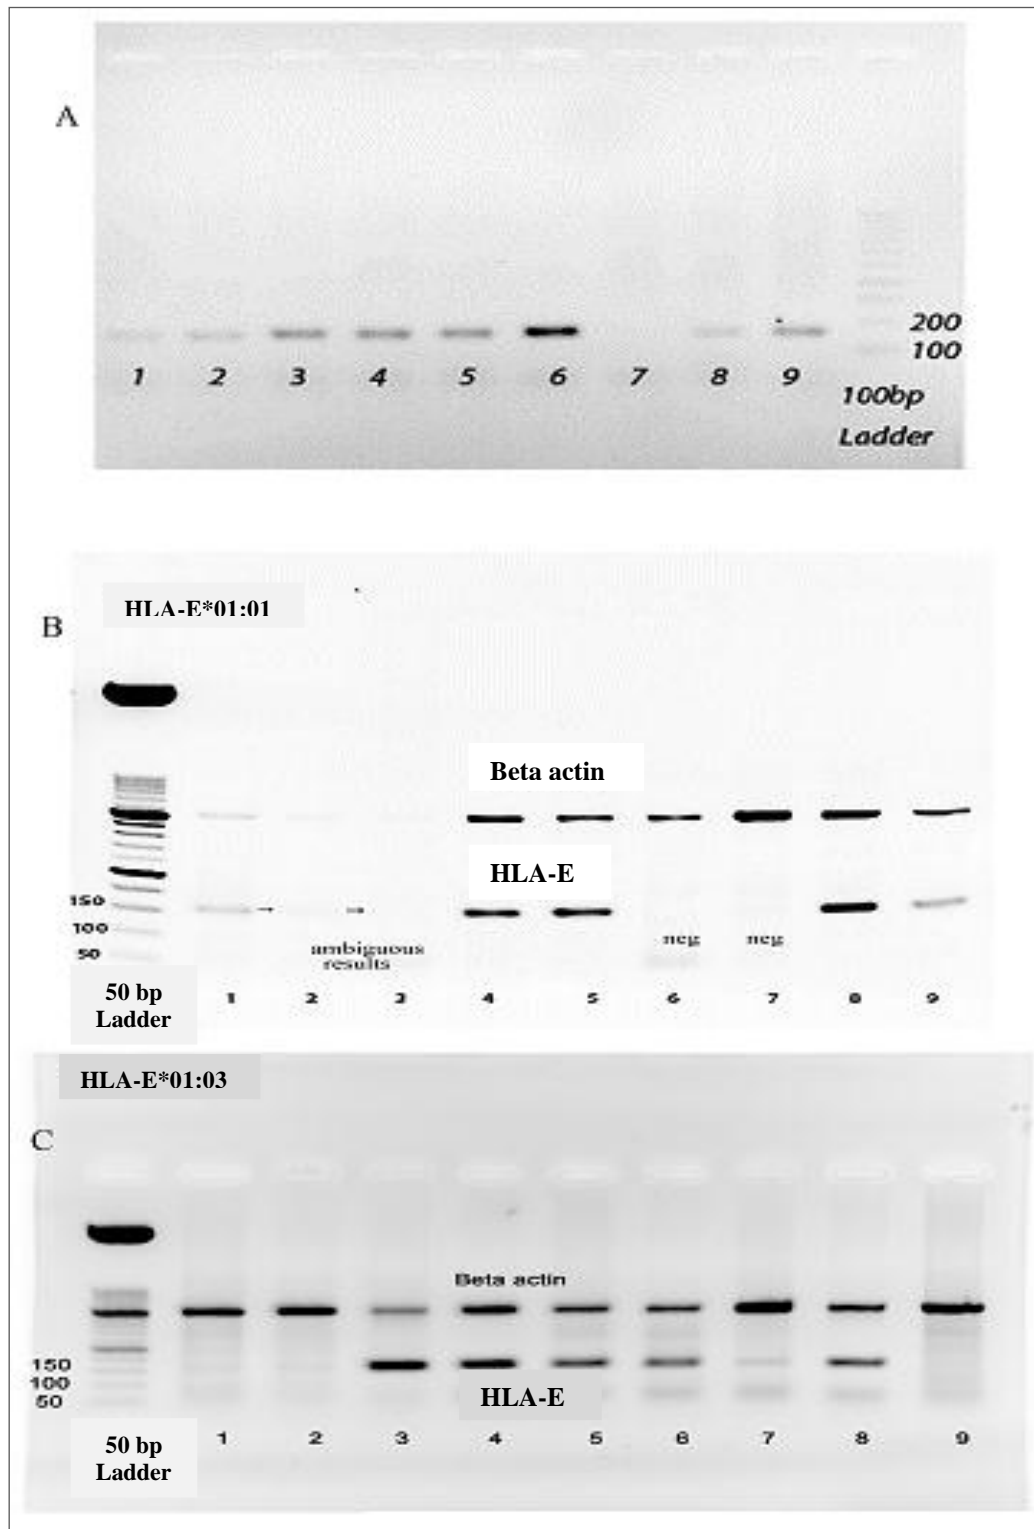 A
200
100
1 2 3 4 5 6 7 8 9
100bp
Ladder
HLA-E*01:01
B
Beta actin
HLA-E
150
100
50
neg neg
ambiguous
results
50 bp
Ladder
1 2 3 4 5 6 7 8 9
HLA-E*01:03
C
Beta actin
150
100
50
HLA-E
50 bp
Ladder
1 2 3 4 5 6 7 8 9